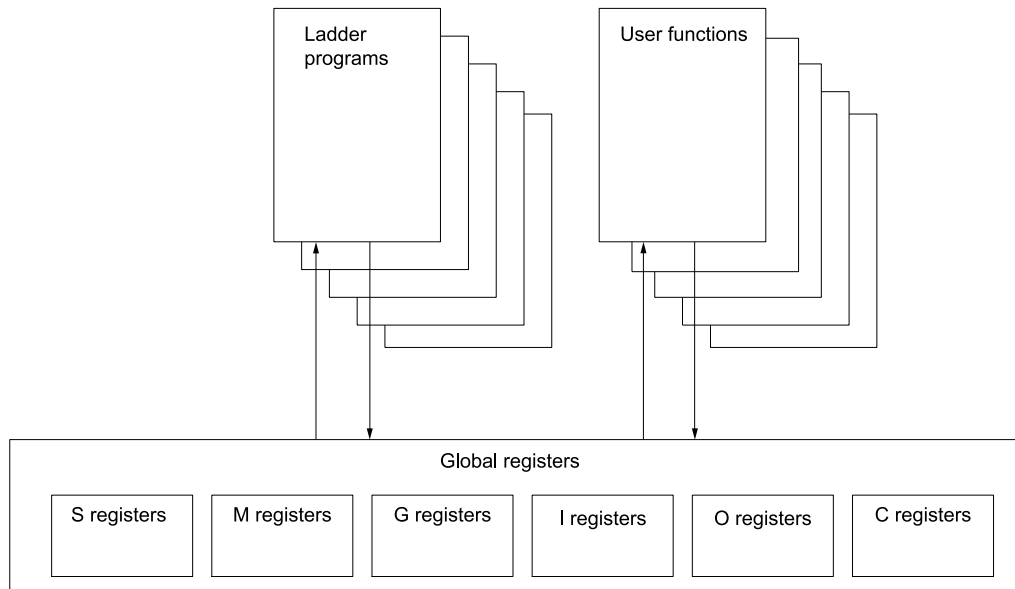 Ladder
programs
User functions
Global registers
S registers
M registers
G registers
I registers
O registers
C registers